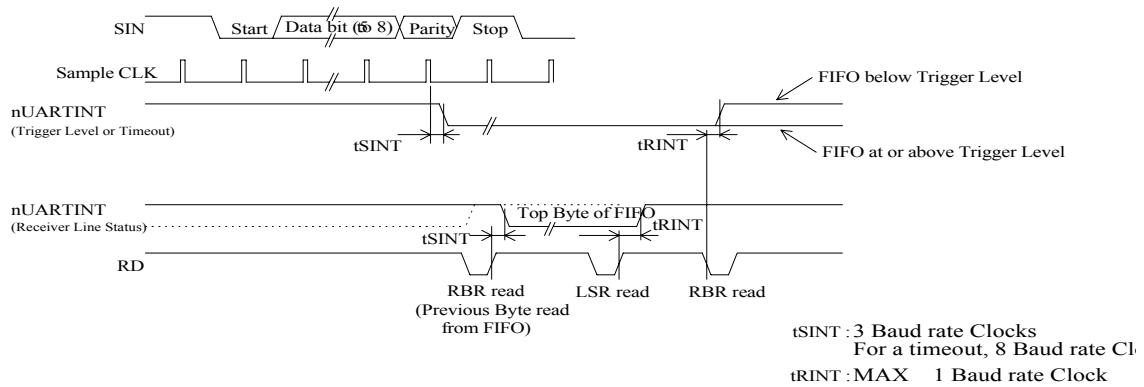 SIN
Start
Data bit (5 to 8)
Parity
Stop
Sample CLK
nUARTINT
(Trigger Level or Timeout)
tSINT
tRINT
FIFO below Trigger Level
FIFO at or above Trigger Level
nUARTINT
(Receiver Line Status)
Top Byte of FIFO
tSINT
tRINT
RD
RBR read
(Previous Byte read
from FIFO)
LSR read
RBR read
tSINT : 3 Baud rate Clocks
For a timeout, 8 Baud rate Clo
tRINT : MAX 1 Baud rate Clock